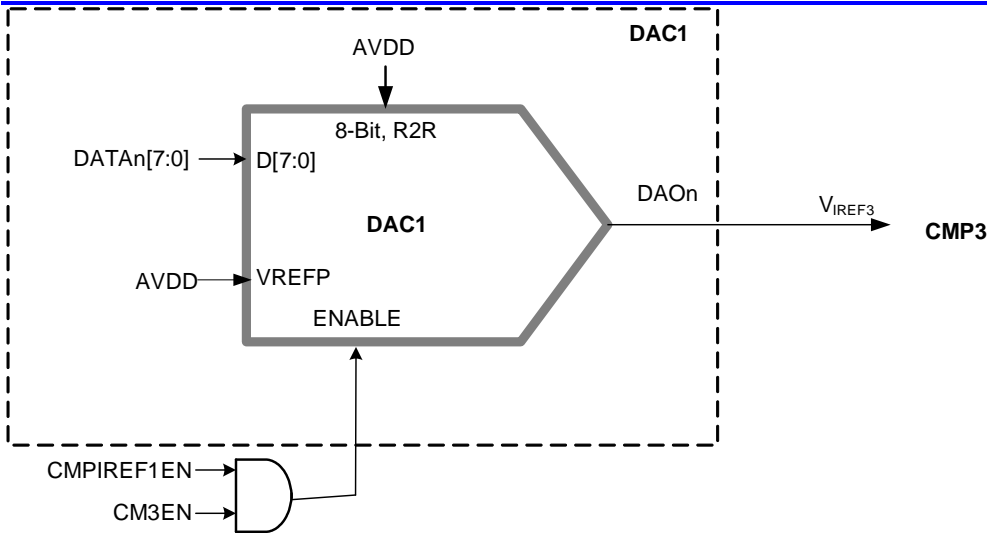 DAC1
AVDD
8-Bit, R2R
DATAn[7:0]
D[7:0]
DAOn
VIREF3
DAC1
CMP3
AVDD
VREFP
ENABLE
CMPIREF1EN
CM3EN